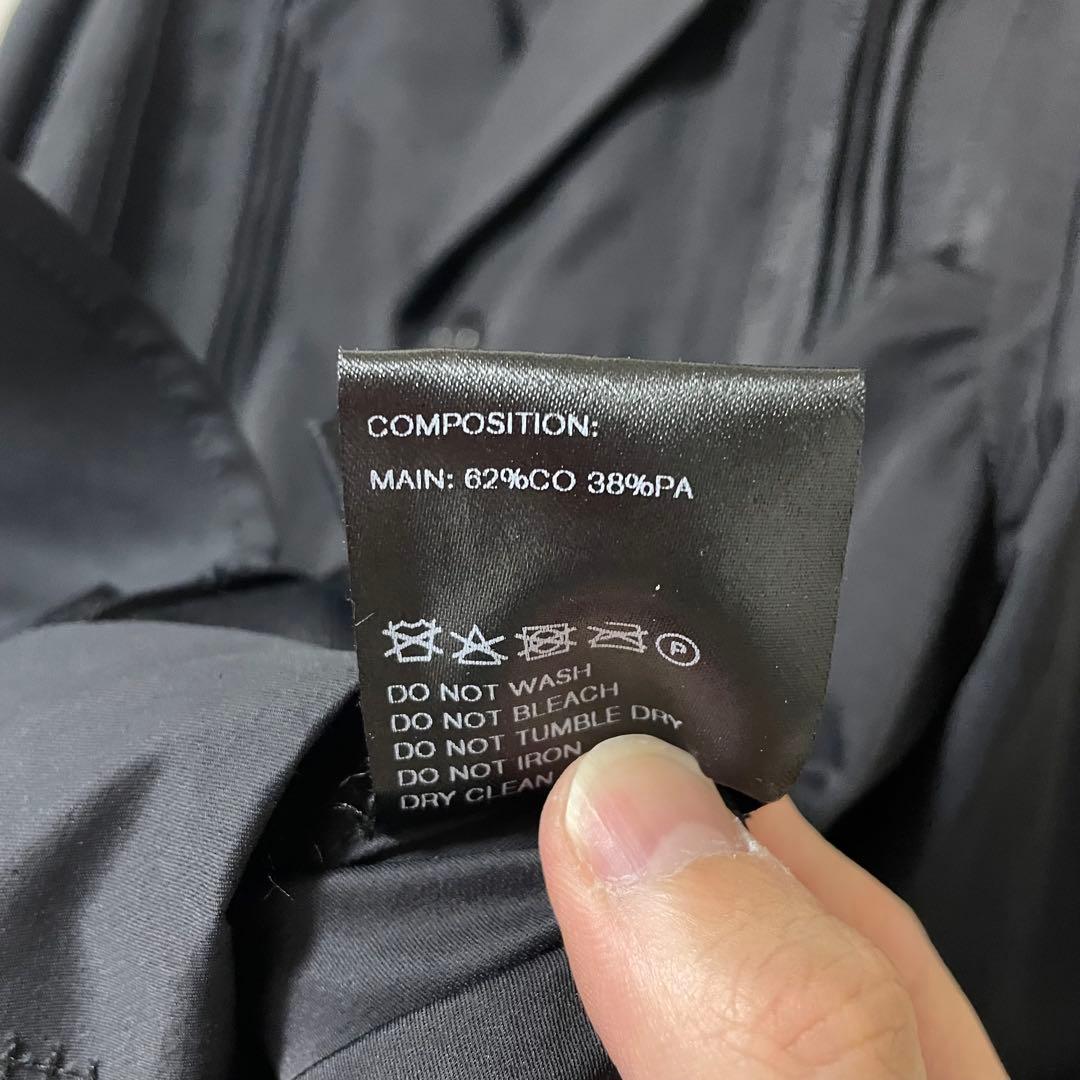 COMPOSITION:
MAIN: 62%CO 38%PA
P
DO NOT WASH
DO NOT BLEACH
DO NOT TUMBLE DRY
DO NOT IRON
DRY CLEAN